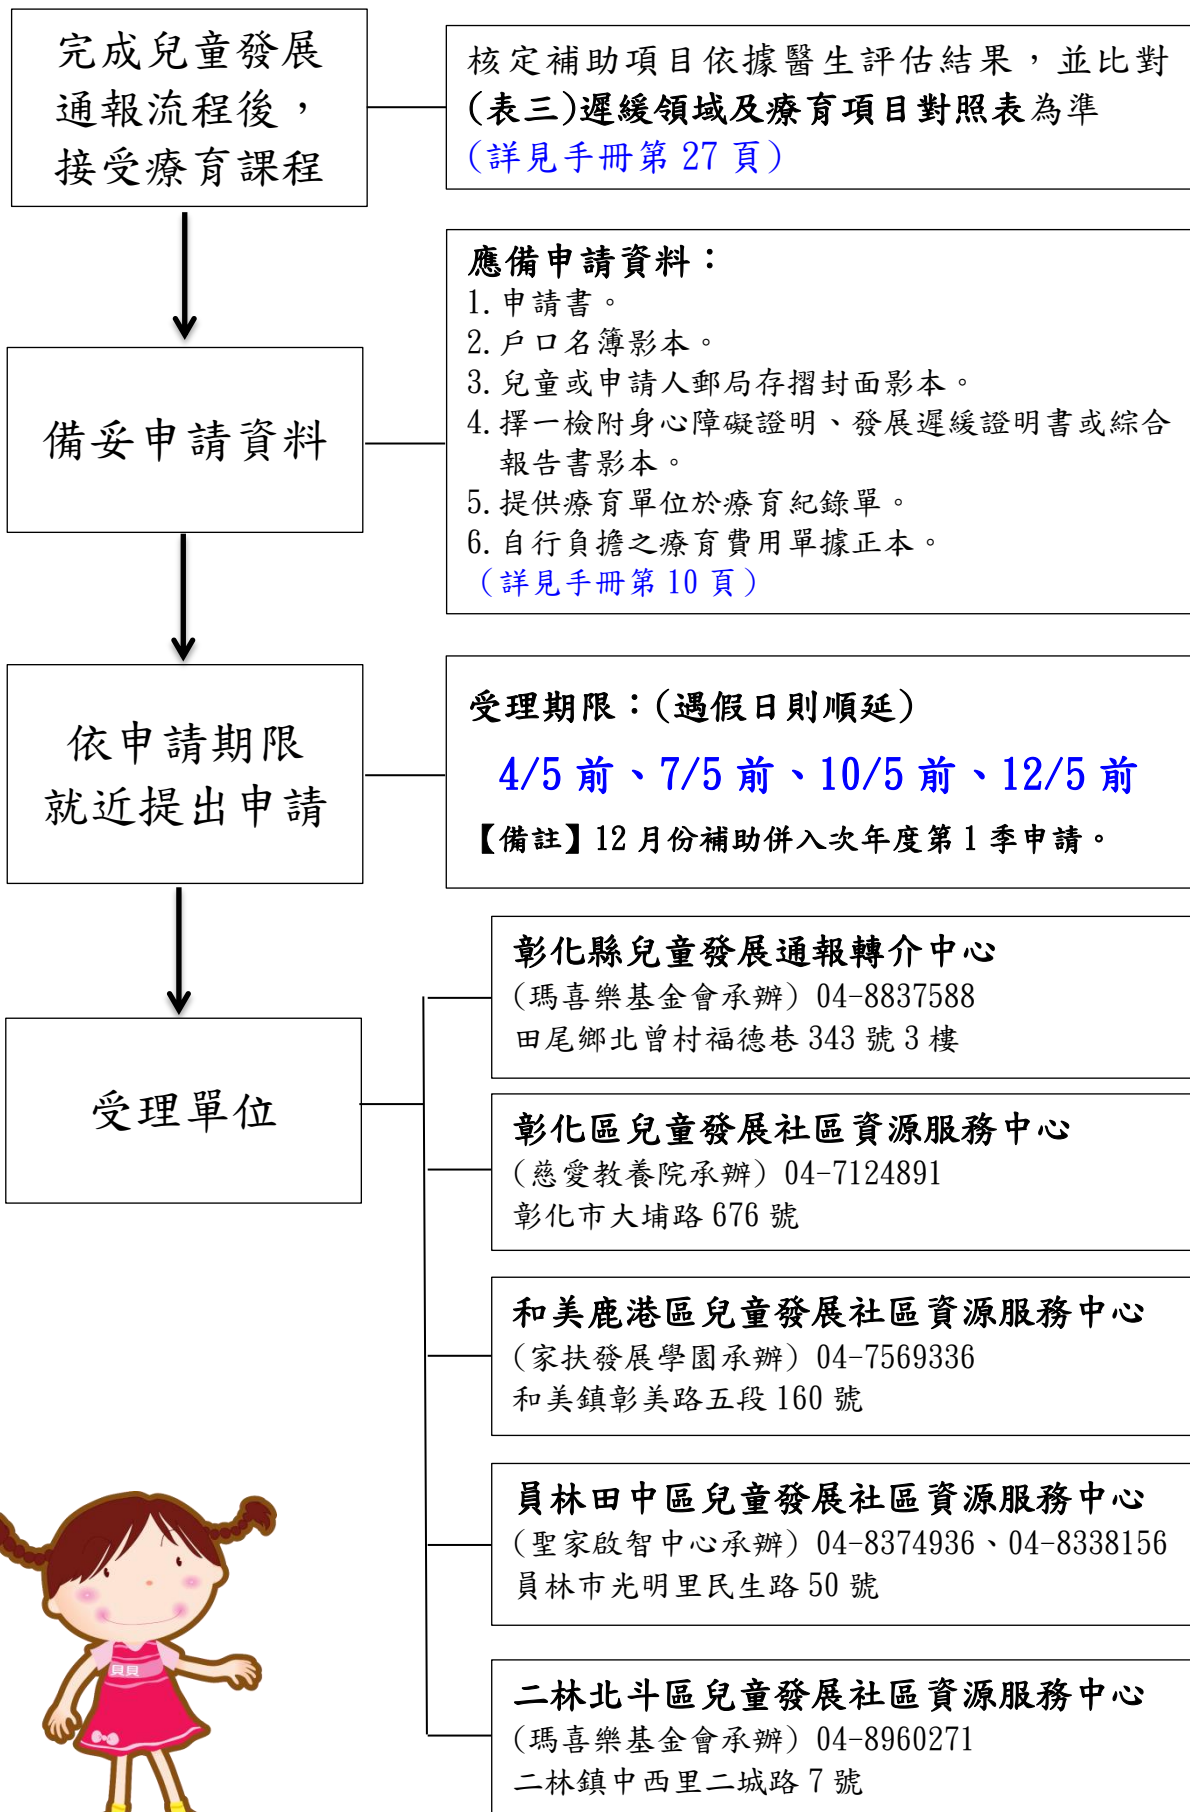 完成兒童發展
通報流程後，
接受療育課程
核定補助項目依據醫生評估結果，並比對
(表三)遲緩領域及療育項目對照表為準
(詳見手冊第 27 頁)
備妥申請資料
應備申請資料：
1.申請書。
2.戶口名簿影本。
3.兒童或申請人郵局存摺封面影本。
4.擇一檢附身心障礙證明、發展遲緩證明書或綜合
報告書影本。
5.提供療育單位於療育紀錄單。
6.自行負擔之療育費用單據正本。
(詳見手冊第 10 頁)
依申請期限
就近提出申請
受理期限：(遇假日則順延)
4/5 前、7/5 前、10/5 前、12/5 前
【備註】12 月份補助併入次年度第 1 季申請。
受理單位
彰化縣兒童發展通報轉介中心
(瑪喜樂基金會承辦) 04-8837588
田尾鄉北曾村福德巷 343 號 3 樓
彰化區兒童發展社區資源服務中心
(慈愛教養院承辦) 04-7124891
彰化市大埔路 676 號
和美鹿港區兒童發展社區資源服務中心
(家扶發展學園承辦) 04-7569336
和美鎮彰美路五段 160 號
員林田中區兒童發展社區資源服務中心
(聖家啟智中心承辦) 04-8374936、04-8338156
員林市光明里民生路 50 號
二林北斗區兒童發展社區資源服務中心
(瑪喜樂基金會承辦) 04-8960271
二林鎮中西里二城路 7 號
貝貝